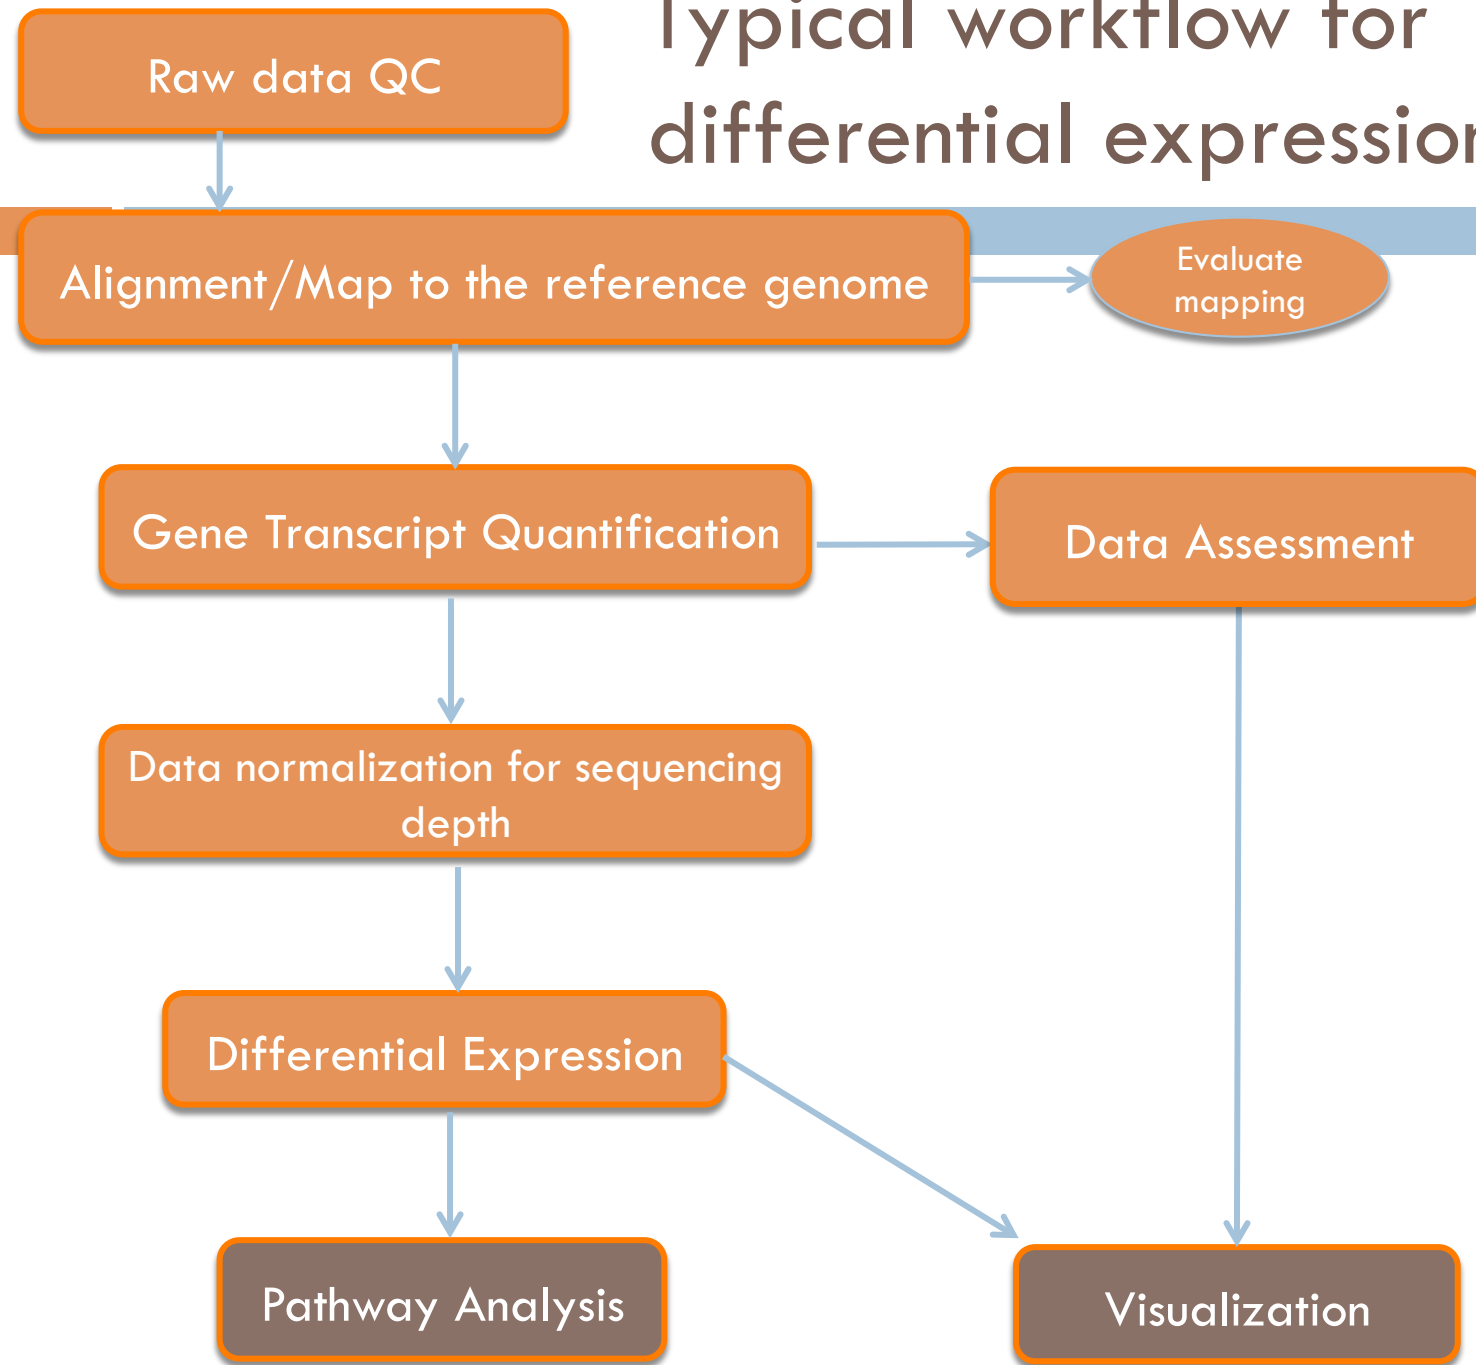 Typical workflow for
differential expression
Raw data QC
Alignment/Map to the reference genome
Evaluate
mapping
Gene Transcript Quantification
Data Assessment
Data normalization for sequencing
depth
Differential Expression
Pathway Analysis
Visualization